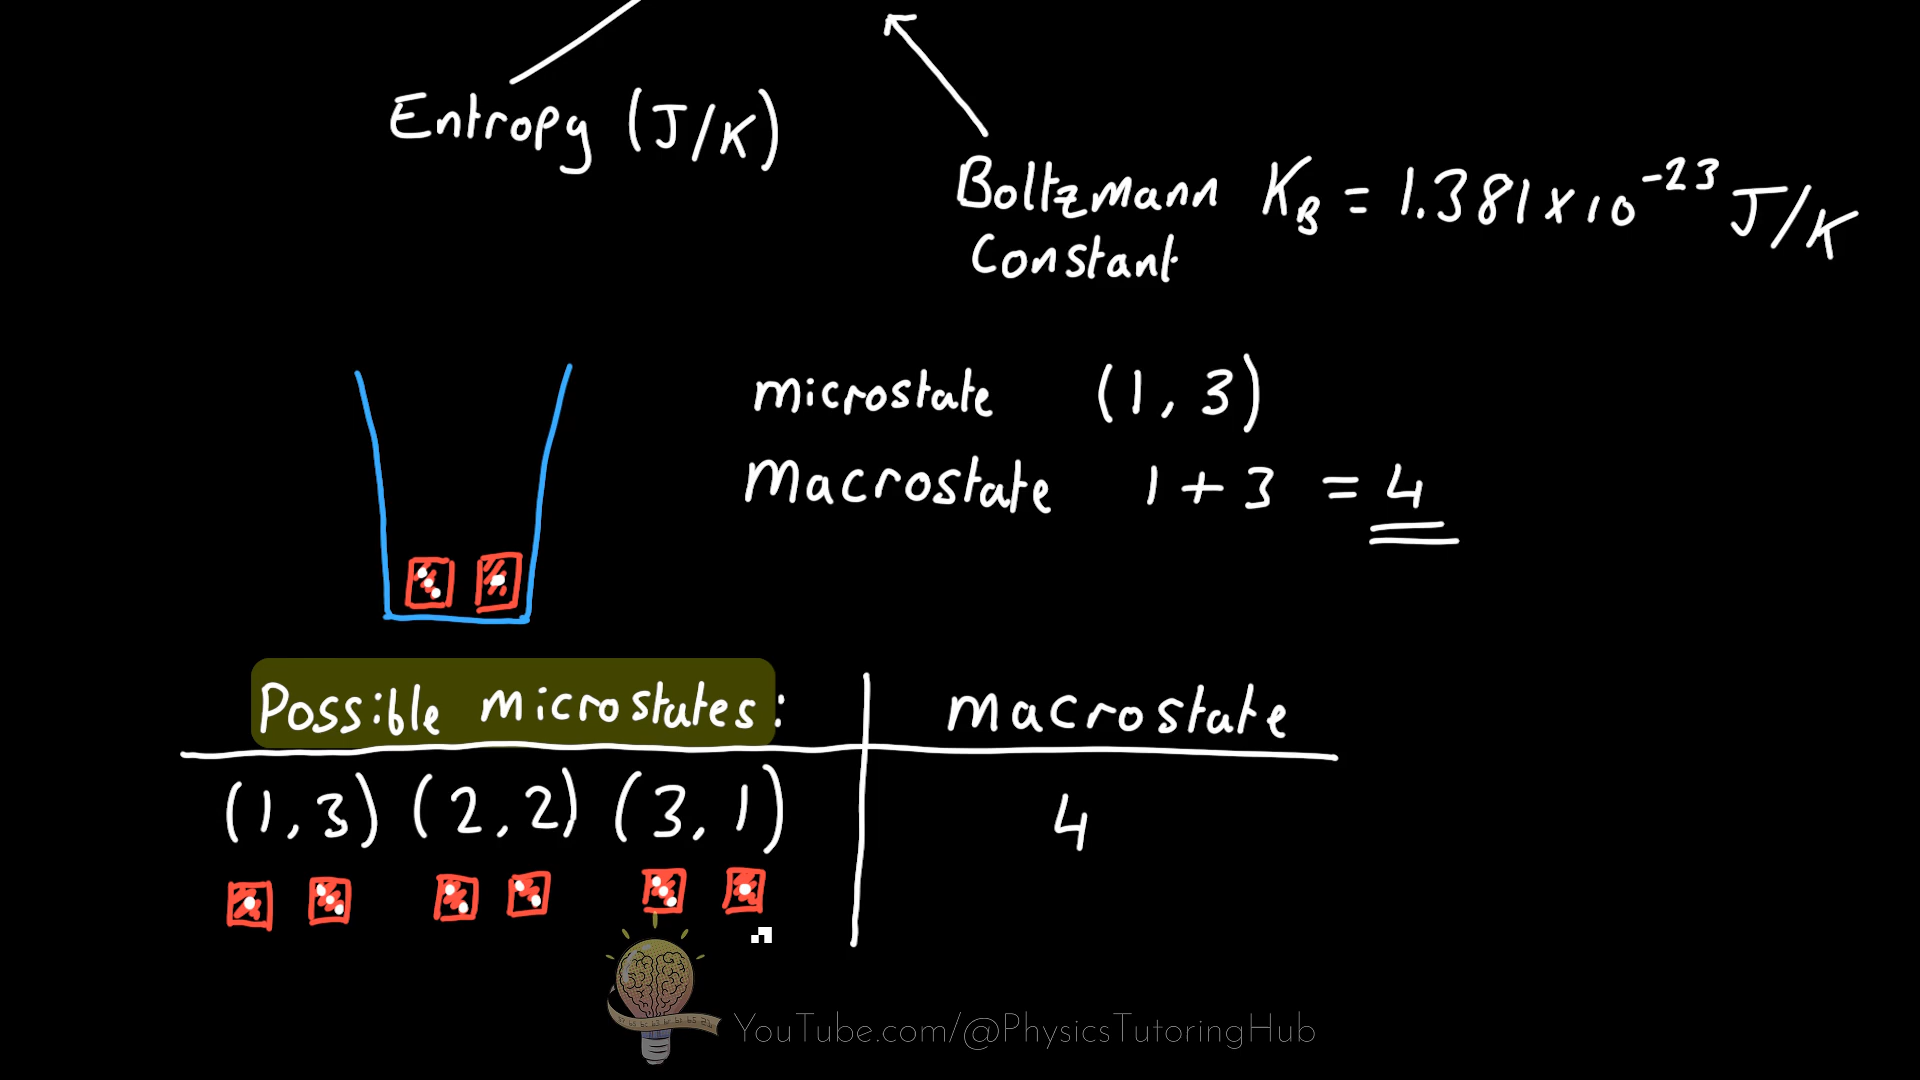 Entropy (J/K)
Boltzmann K_B = 1.381 × 10^-23 J/K
Constant
microstate (1, 3)
Macrostate 1 + 3 = 4
Possible microstates: macrostate
(1, 3) (2, 2) (3, 1) 4
YouTube.com/@PhysicsTutoringHub